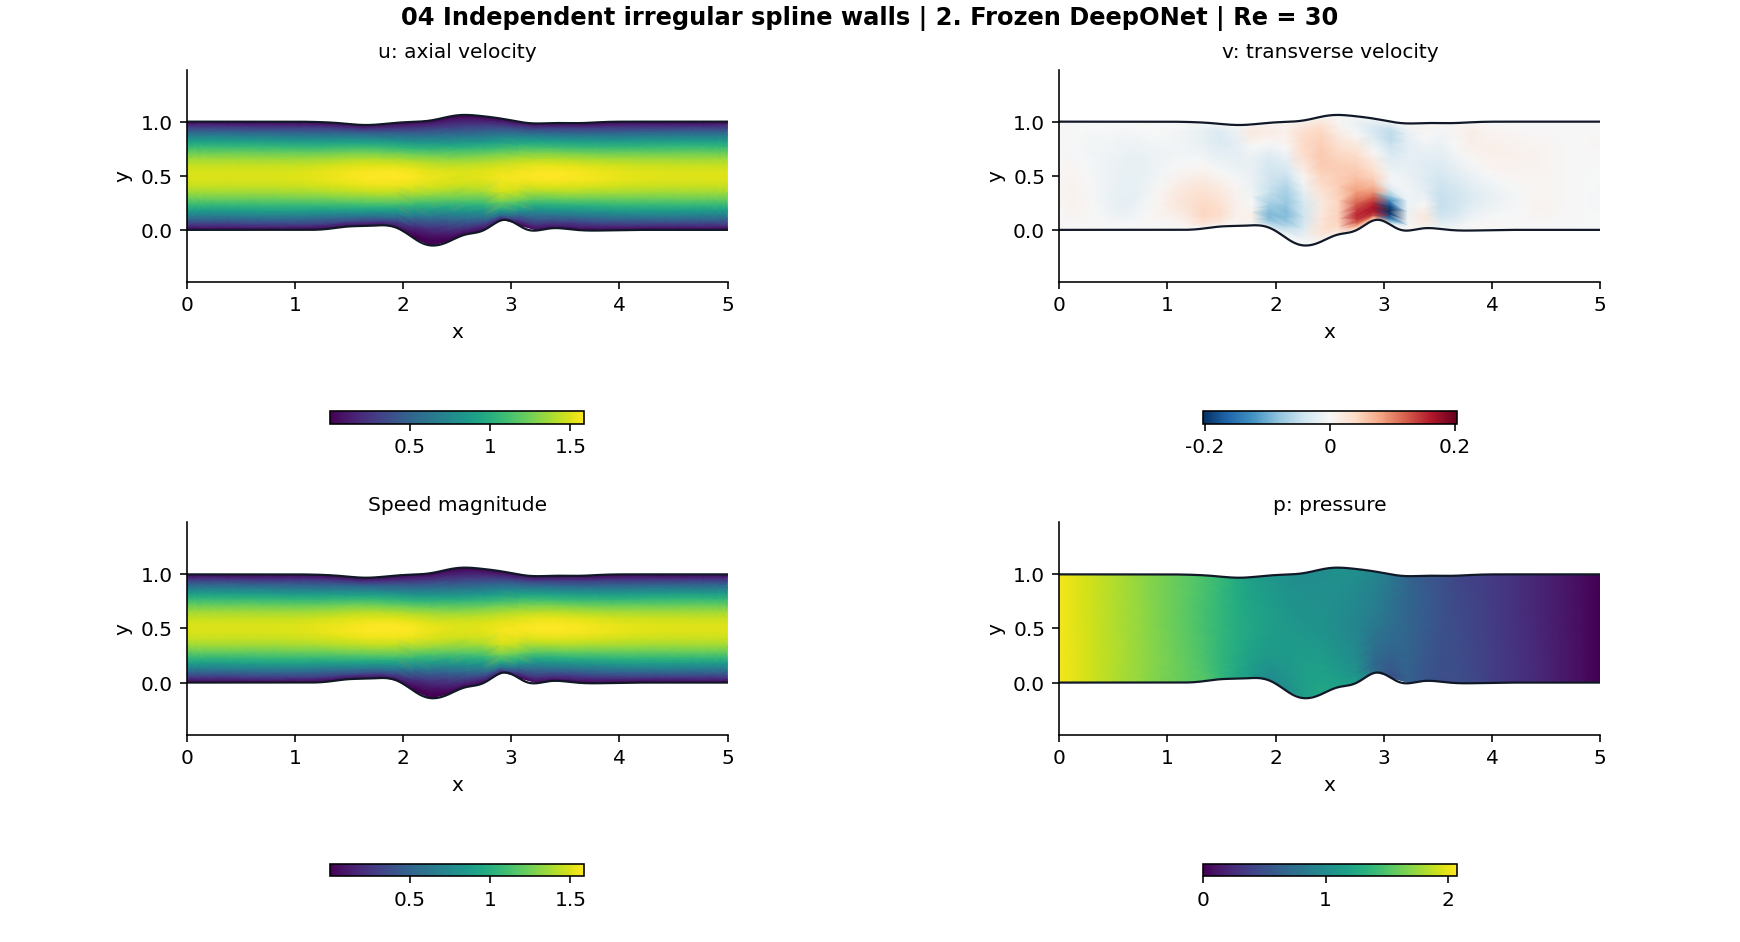 04 Independent irregular spline walls | 2. Frozen DeepONet | Re = 30
u: axial velocity
1.0
0.5
0.0
y
0 1 2 3 4 5
x
0.5 1 1.5
v: transverse velocity
1.0
0.5
0.0
y
0 1 2 3 4 5
x
-0.2 0 0.2
Speed magnitude
1.0
0.5
0.0
y
0 1 2 3 4 5
x
0.5 1 1.5
p: pressure
1.0
0.5
0.0
y
0 1 2 3 4 5
x
0 1 2